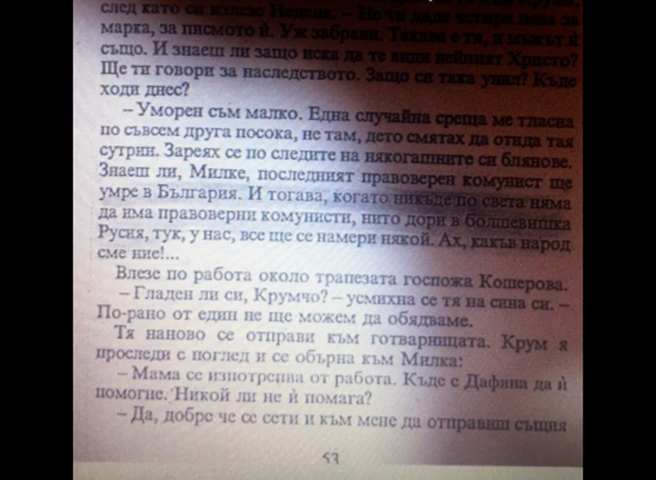 след като си излезе Неделя. – Не ти даде четири лева за
марка, за писмото ѝ. Уж забрани. Такава е тя, и мъжът ѝ
също. И знаеш ли защо иска да те види нейният Христо?
Ще ти говори за наследството. Защо си така унил? Къде
ходи днес?
– Уморен съм малко. Една случайна среща ме тласна
по съвсем друга посока, не там, дето смятах да отида тая
сутрин. Зареях се по следите на някогашните си блянове.
Знаеш ли, Милке, последният правоверен комунист ще
умре в България. И тогава, когато никъде по света няма
да има правоверни комунисти, нито дори в болшевишка
Русия, тук, у нас, все ще се намери някой. Ах, какъв народ
сме ние!...
Влезе по работа около трапезата госпожа Кошерова.
– Гладен ли си, Крумчо? – усмихна се тя на сина си. –
По-рано от един не ще можем да обядваме.
Тя наново се отправи към готварницата. Крум я
проследи с поглед и се обърна към Милка:
– Мама се изпотрепва от работа. Къде е Дафина да ѝ
помогне. Никой ли не ѝ помага?
– Да, добре че се сети и към мене да отправиш същия
53